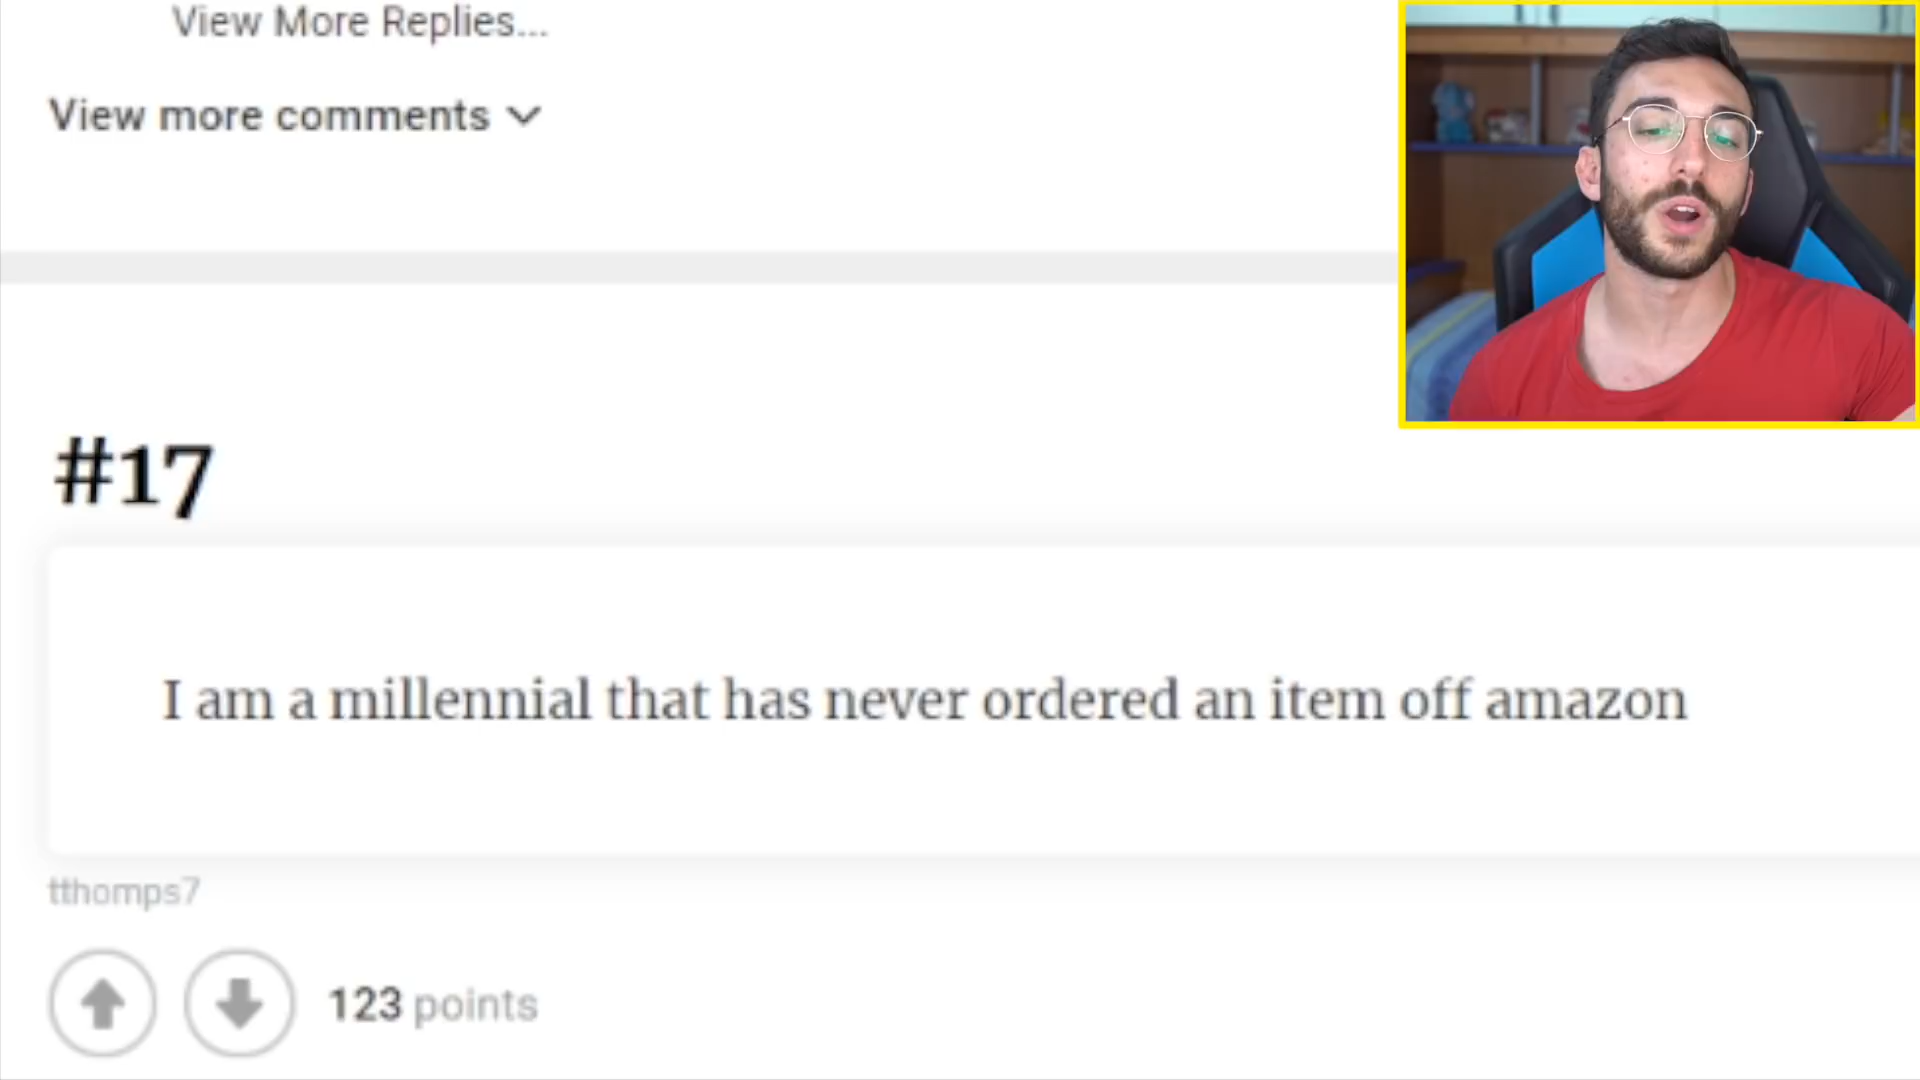 View More Replies...
View more comments
#17
I am a millennial that has never ordered an item off amazon
tthomps7
123 points